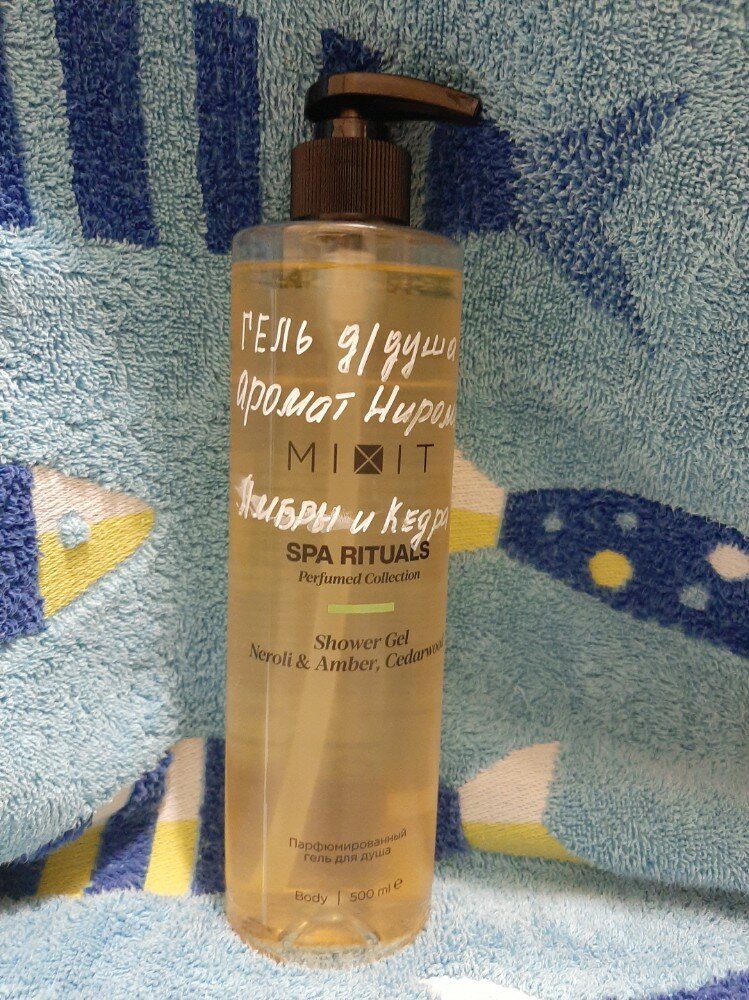 ГЕЛЬ д/душа
аромат Нироли
MIXIT
Амбры и Кедра
SPA RITUALS
Perfumed Collection
Shower Gel
Neroli & Amber, Cedarwood
Парфюмированный
гель для душа
Body | 500 ml ℮